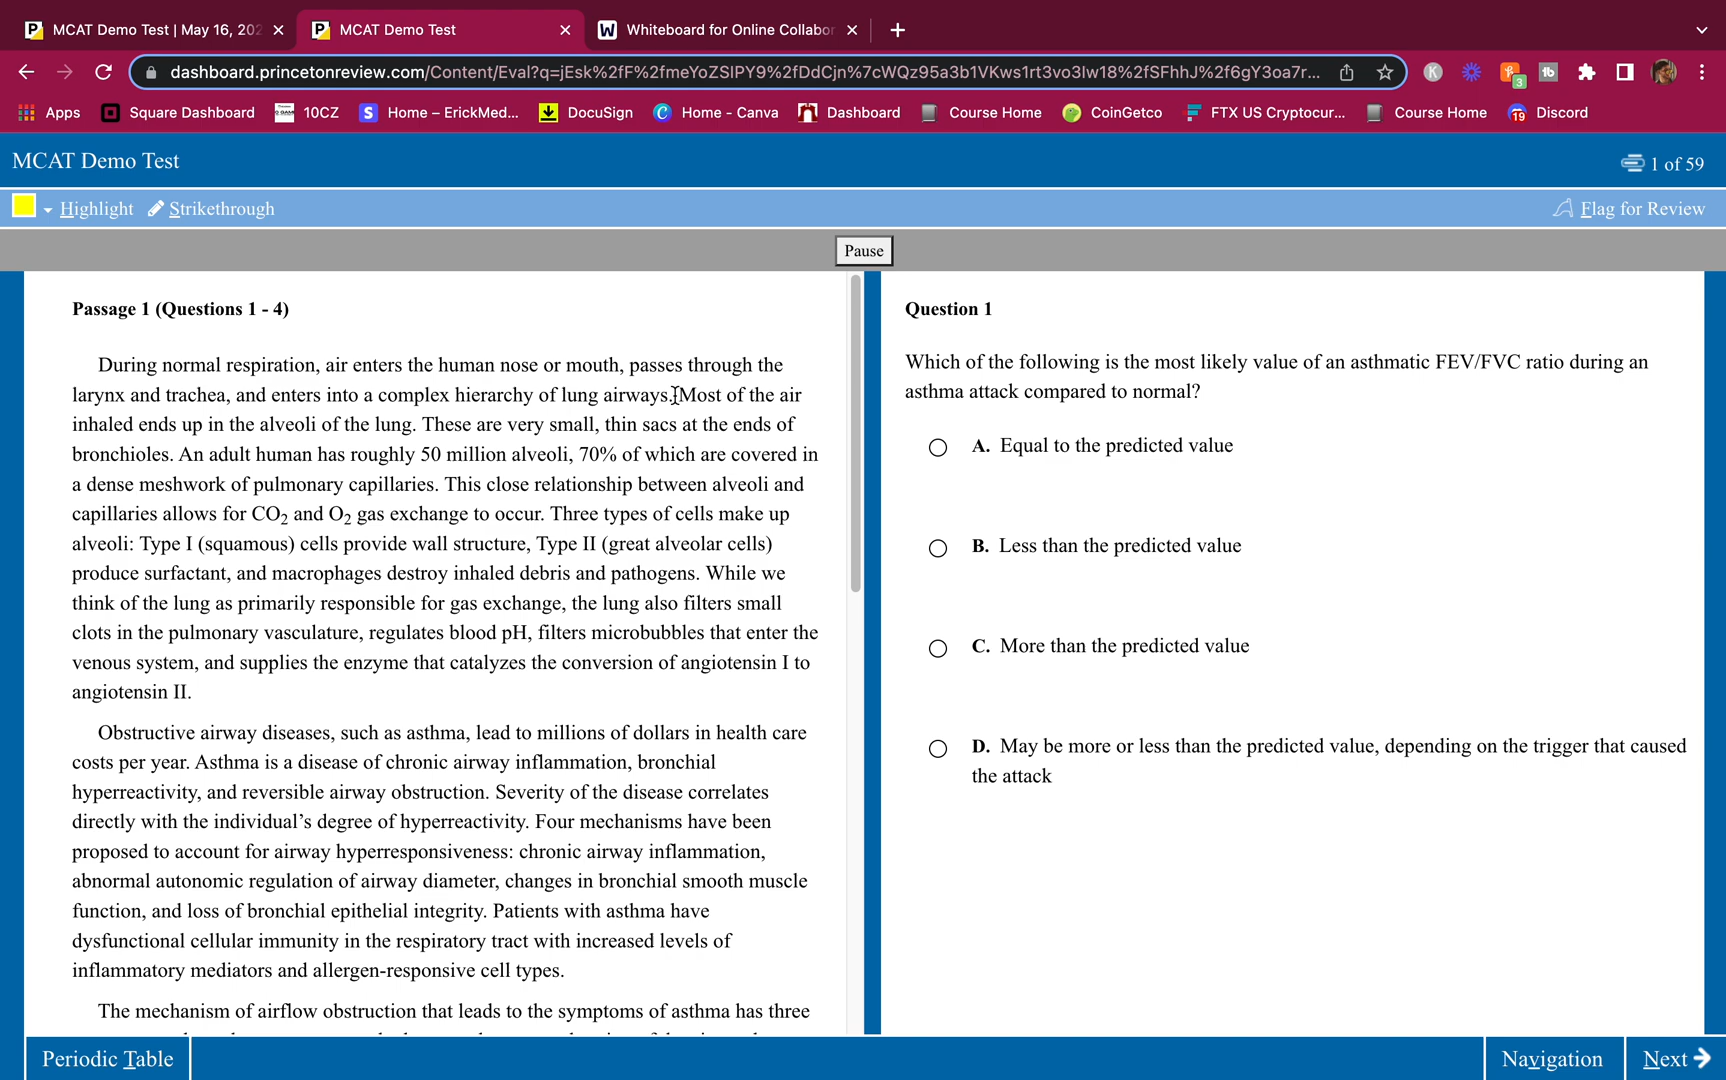 MCAT Demo Test | May 16, 202
MCAT Demo Test
Whiteboard for Online Collabor
dashboard.princetonreview.com/Content/Eval?q=jEsk%2fF%2fmeYoZSIPY9%2fDdCjn%7cWQz95a3b1VKws1rt3vo3lw18%2fSFhhJ%2f6gY3oa7r...
Apps
Square Dashboard
10CZ
Home – ErickMed...
DocuSign
Home - Canva
Dashboard
Course Home
CoinGetco
FTX US Cryptocur...
Course Home
19
Discord
MCAT Demo Test
1 of 59
Highlight
Strikethrough
Flag for Review
Pause
Passage 1 (Questions 1 - 4)
During normal respiration, air enters the human nose or mouth, passes through the
larynx and trachea, and enters into a complex hierarchy of lung airways. Most of the air
inhaled ends up in the alveoli of the lung. These are very small, thin sacs at the ends of
bronchioles. An adult human has roughly 50 million alveoli, 70% of which are covered in
a dense meshwork of pulmonary capillaries. This close relationship between alveoli and
capillaries allows for CO2 and O2 gas exchange to occur. Three types of cells make up
alveoli: Type I (squamous) cells provide wall structure, Type II (great alveolar cells)
produce surfactant, and macrophages destroy inhaled debris and pathogens. While we
think of the lung as primarily responsible for gas exchange, the lung also filters small
clots in the pulmonary vasculature, regulates blood pH, filters microbubbles that enter the
venous system, and supplies the enzyme that catalyzes the conversion of angiotensin I to
angiotensin II.
Obstructive airway diseases, such as asthma, lead to millions of dollars in health care
costs per year. Asthma is a disease of chronic airway inflammation, bronchial
hyperreactivity, and reversible airway obstruction. Severity of the disease correlates
directly with the individual's degree of hyperreactivity. Four mechanisms have been
proposed to account for airway hyperresponsiveness: chronic airway inflammation,
abnormal autonomic regulation of airway diameter, changes in bronchial smooth muscle
function, and loss of bronchial epithelial integrity. Patients with asthma have
dysfunctional cellular immunity in the respiratory tract with increased levels of
inflammatory mediators and allergen-responsive cell types.
The mechanism of airflow obstruction that leads to the symptoms of asthma has three
Question 1
Which of the following is the most likely value of an asthmatic FEV/FVC ratio during an
asthma attack compared to normal?
A. Equal to the predicted value
B. Less than the predicted value
C. More than the predicted value
D. May be more or less than the predicted value, depending on the trigger that caused
the attack
Periodic Table
Navigation
Next